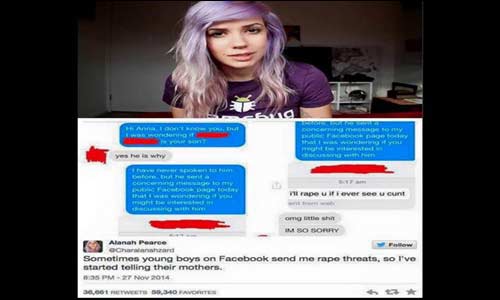 Hi Anna, I don't know you, but
I was wondering if
is your son?
yes he is why
I have never spoken to him
before, but he sent a
concerning message to my
public Facebook page today
that I was wondering if you
might be interested in
discussing with him
before, but he sent a
concerning message to my
public Facebook page today
that I was wondering if you
might be interested in
discussing with him
5:17 am
i'll rape u if i ever see u cunt
sent from web
omg little shit
IM SO SORRY
Alanah Pearce
@Charalanahzard
Follow
Sometimes young boys on Facebook send me rape threats, so I've
started telling their mothers.
8:35 PM - 27 Nov 2014
38,661 RETWEETS 59,340 FAVORITES